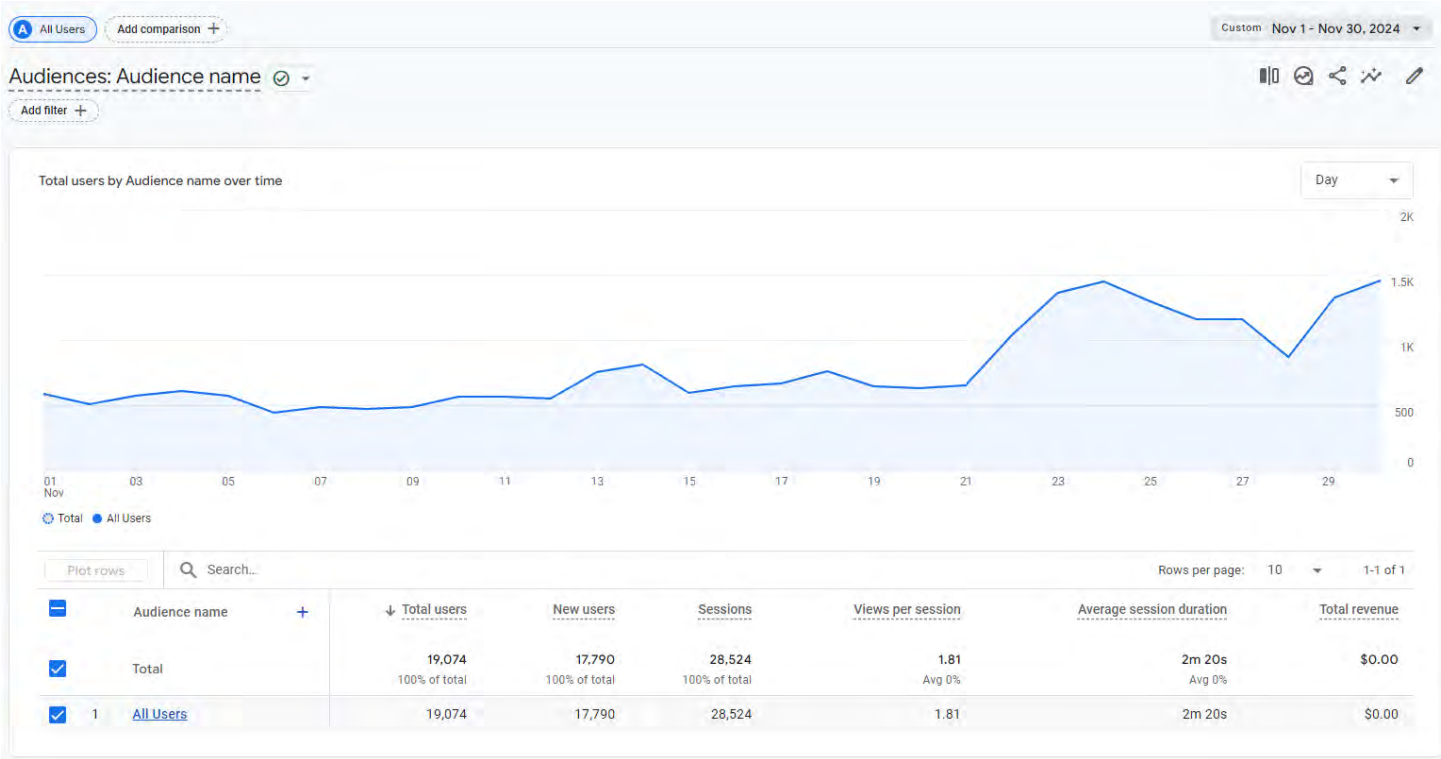 A All Users Add comparison + Custom Nov 1 - Nov 30, 2024
Audiences: Audience name
Add filter +
Total users by Audience name over time Day
2K
1.5K
1K
500
0
01 03 05 07 09 11 13 15 17 19 21 23 25 27 29
Nov
Total All Users
Plot rows Search... Rows per page: 10 1-1 of 1
Audience name + Total users New users Sessions Views per session Average session duration Total revenue
Total 19,074 17,790 28,524 1.81 2m 20s $0.00
100% of total 100% of total 100% of total Avg 0% Avg 0%
1 All Users 19,074 17,790 28,524 1.81 2m 20s $0.00